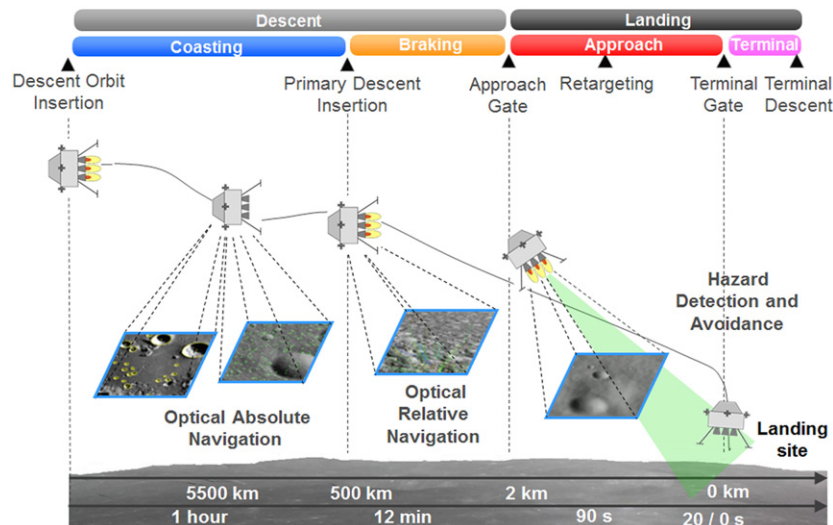 Descent
Landing
Coasting
Braking
Approach
Terminal
Descent Orbit
Insertion
Primary Descent
Insertion
Approach
Gate
Retargeting
Terminal
Gate
Terminal
Descent
Hazard
Detection and
Avoidance
Optical Absolute
Navigation
Optical
Relative
Navigation
Landing
site
5500 km
500 km
2 km
0 km
1 hour
12 min
90 s
20 / 0 s